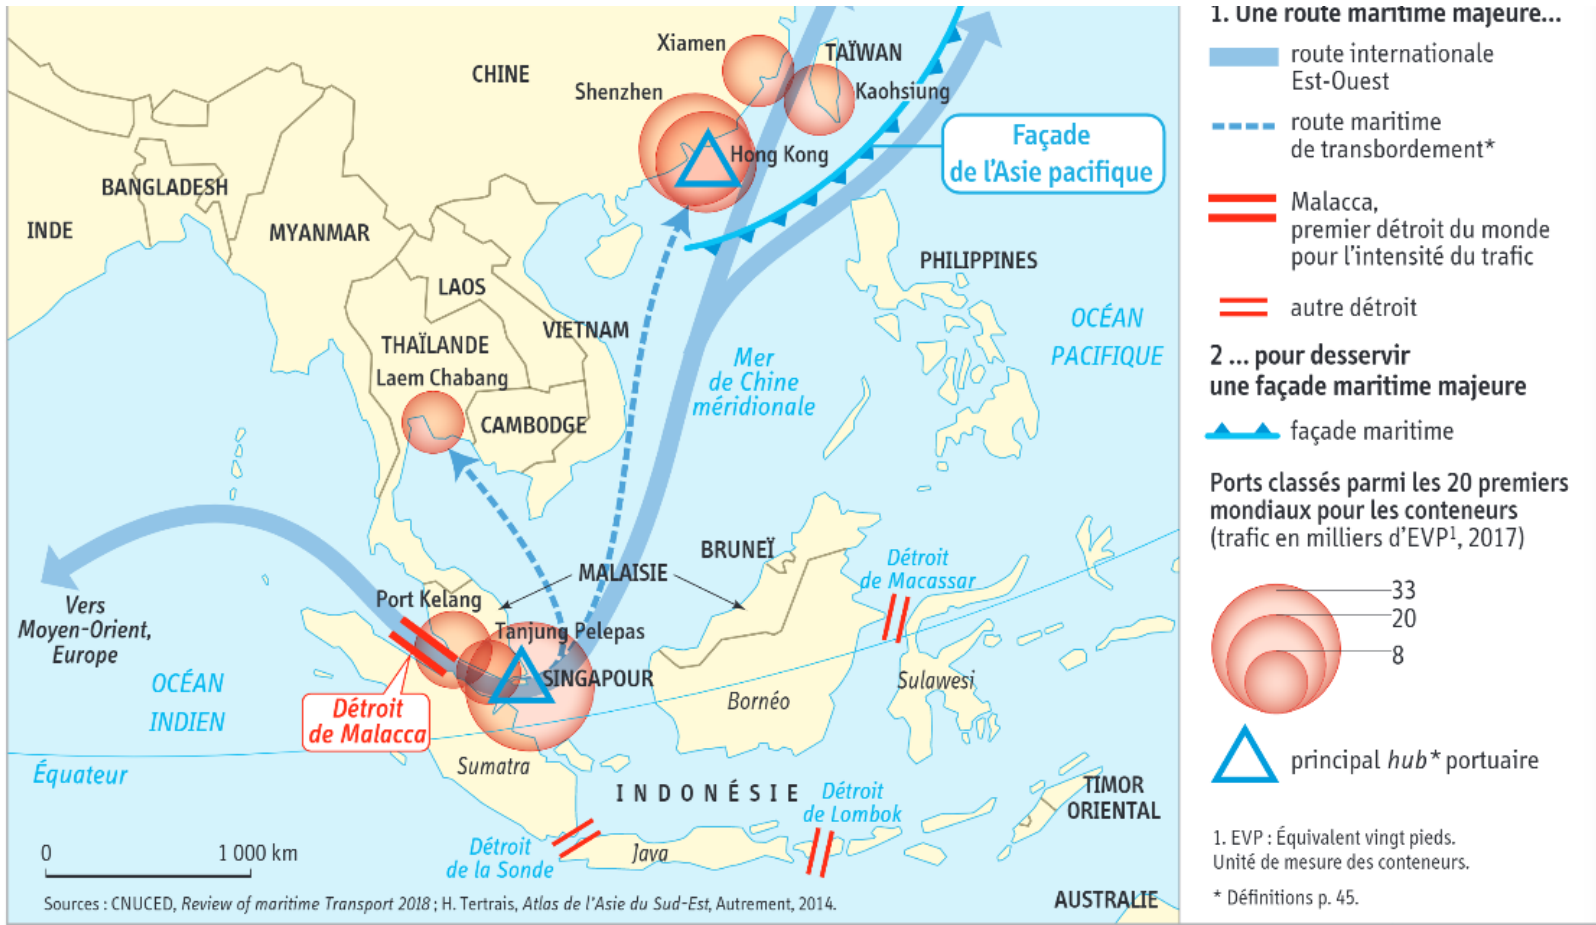 Xiamen
TAÏWAN
CHINE
Shenzhen
Kaohsiung
Façade
de l'Asie pacifique
Hong Kong
BANGLADESH
INDE
MYANMAR
PHILIPPINES
LAOS
VIETNAM
OCÉAN
PACIFIQUE
THAÏLANDE
Laem Chabang
Mer
de Chine
méridionale
CAMBODGE
BRUNEÏ
Détroit
de Macassar
MALAISIE
Port Kelang
Vers
Moyen-Orient,
Europe
Tanjung Pelepas
SINGAPOUR
OCÉAN
INDIEN
Détroit
de Malacca
Bornéo
Sulawesi
Sumatra
Équateur
INDONÉSIE
Détroit
de Lombok
TIMOR
ORIENTAL
Détroit
de la Sonde
Java
0 1 000 km
AUSTRALIE
Sources : CNUCED, Review of maritime Transport 2018 ; H. Tertrais, Atlas de l'Asie du Sud-Est, Autrement, 2014.
1. Une route maritime majeure...
route internationale
Est-Ouest
route maritime
de transbordement*
Malacca,
premier détroit du monde
pour l'intensité du trafic
autre détroit
2 ... pour desservir
une façade maritime majeure
façade maritime
Ports classés parmi les 20 premiers
mondiaux pour les conteneurs
(trafic en milliers d'EVP¹, 2017)
33
20
8
principal hub* portuaire
1. EVP : Équivalent vingt pieds.
Unité de mesure des conteneurs.
* Définitions p. 45.